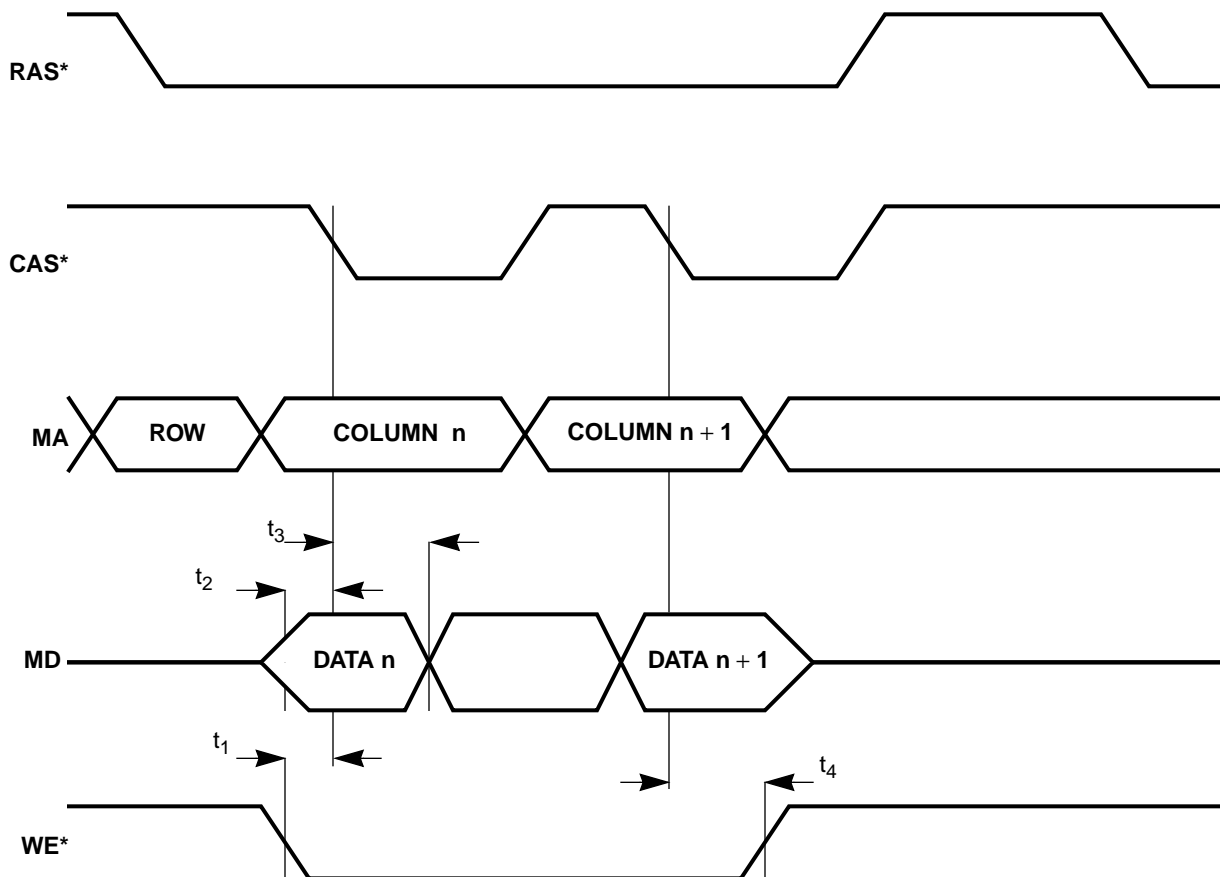 RAS*
CAS*
MA
ROW
COLUMN n
COLUMN n + 1
t3
t2
MD
DATA n
DATA n + 1
t1
t4
WE*